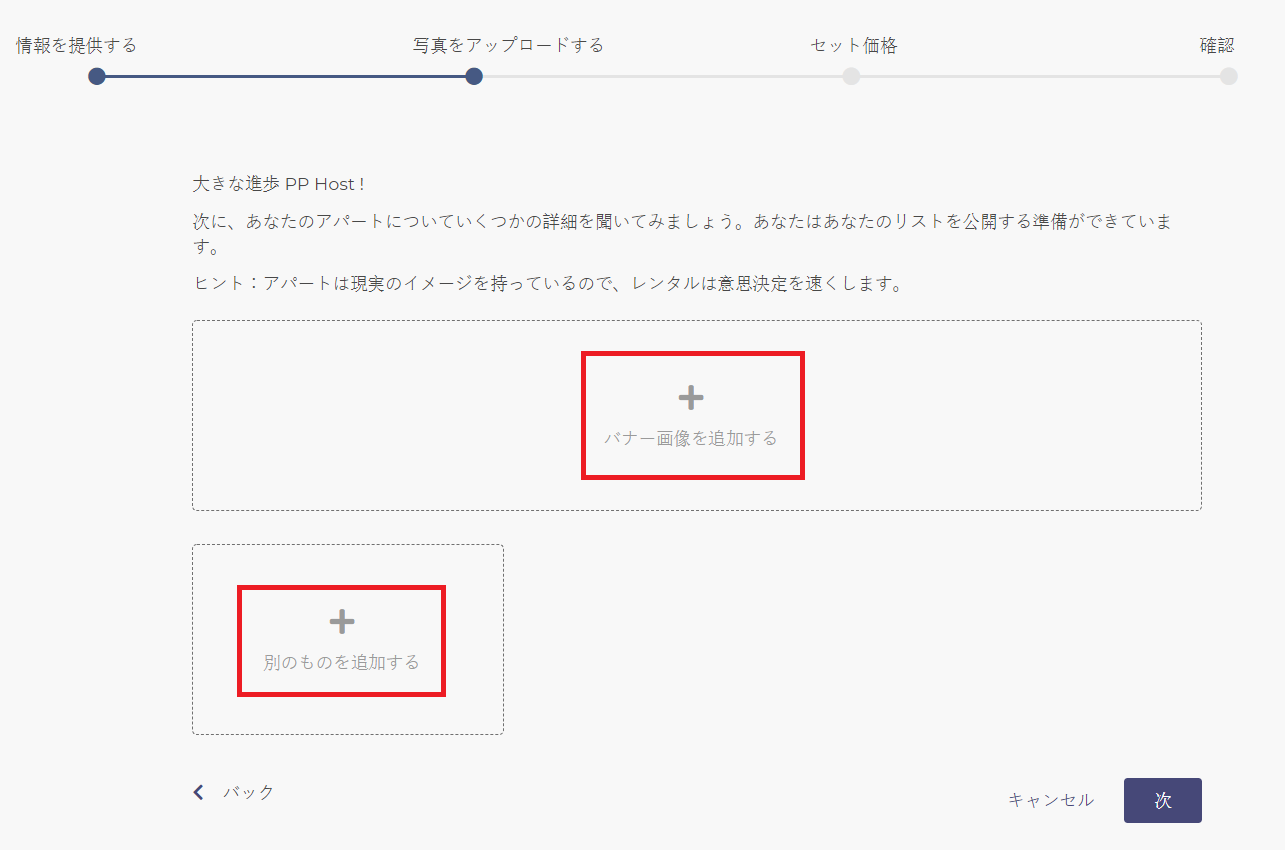 情報を提供する
写真をアップロードする
セット価格
確認
大きな進歩 PP Host !
次に、あなたのアパートについていくつかの詳細を聞いてみましょう。あなたはあなたのリストを公開する準備ができていま
す。
ヒント：アパートは現実のイメージを持っているので、レンタルは意思決定を速くします。
バナー画像を追加する
別のものを追加する
バック
キャンセル
次